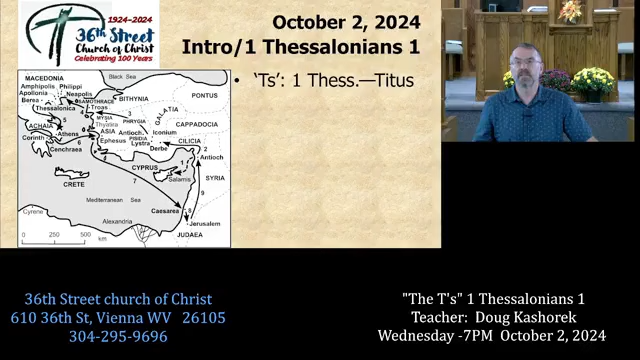 1924-2024
36th Street
Church of Christ
Celebrating 100 Years
October 2, 2024
Intro/1 Thessalonians 1
• ‘Ts’: 1 Thess.—Titus
MACEDONIA
Black Sea
Amphipolis Philippi
Apollonia Neapolis
Berea
SAMOTHRACE
BITHYNIA
PONTUS
Thessalonica
Troas
MYSIA
PHRYGIA
GALATIA
Thyatira
CAPPADOCIA
ACHAIA
ASIA
Antioch
Iconium
Athens
PISIDIA
Corinth
Ephesus
Lystra
Derbe
CILICIA
Cenchraea
Antioch
CYPRUS
SYRIA
Salamis
CRETE
Mediterranean Sea
Caesarea
Cyrene
Alexandria
Jerusalem
JUDAEA
0 250 500
km
36th Street church of Christ
610 36th St, Vienna WV 26105
304-295-9696
"The T's" 1 Thessalonians 1
Teacher: Doug Kashorek
Wednesday -7PM October 2, 2024